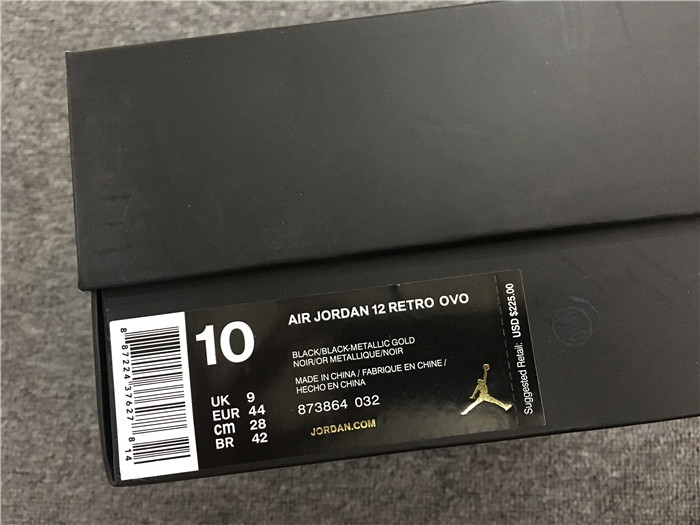 8 87224 37627 814
10
UK 9
EUR 44
cm 28
BR 42
AIR JORDAN 12 RETRO OVO
BLACK/BLACK-METALLIC GOLD
NOIR/OR METALLIQUE/NOIR
MADE IN CHINA / FABRIQUE EN CHINE /
HECHO EN CHINA
873864 032
JORDAN.COM
Suggested Retail: USD $225.00